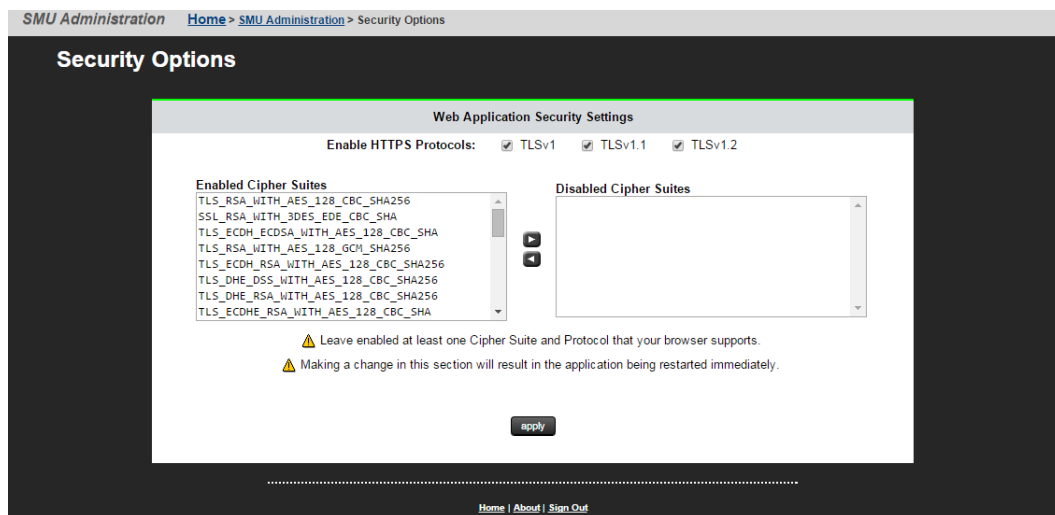 SMU Administration Home > SMU Administration > Security Options
Security Options
Web Application Security Settings
Enable HTTPS Protocols: TLSv1 TLSv1.1 TLSv1.2
Enabled Cipher Suites
TLS_RSA_WITH_AES_128_CBC_SHA256
SSL_RSA_WITH_3DES_EDE_CBC_SHA
TLS_ECDH_ECDSA_WITH_AES_128_CBC_SHA
TLS_RSA_WITH_AES_128_GCM_SHA256
TLS_ECDH_RSA_WITH_AES_128_CBC_SHA256
TLS_DHE_DSS_WITH_AES_128_CBC_SHA256
TLS_DHE_RSA_WITH_AES_128_CBC_SHA256
TLS_ECDHE_RSA_WITH_AES_128_CBC_SHA
Disabled Cipher Suites
Leave enabled at least one Cipher Suite and Protocol that your browser supports.
Making a change in this section will result in the application being restarted immediately.
apply
Home | About | Sign Out